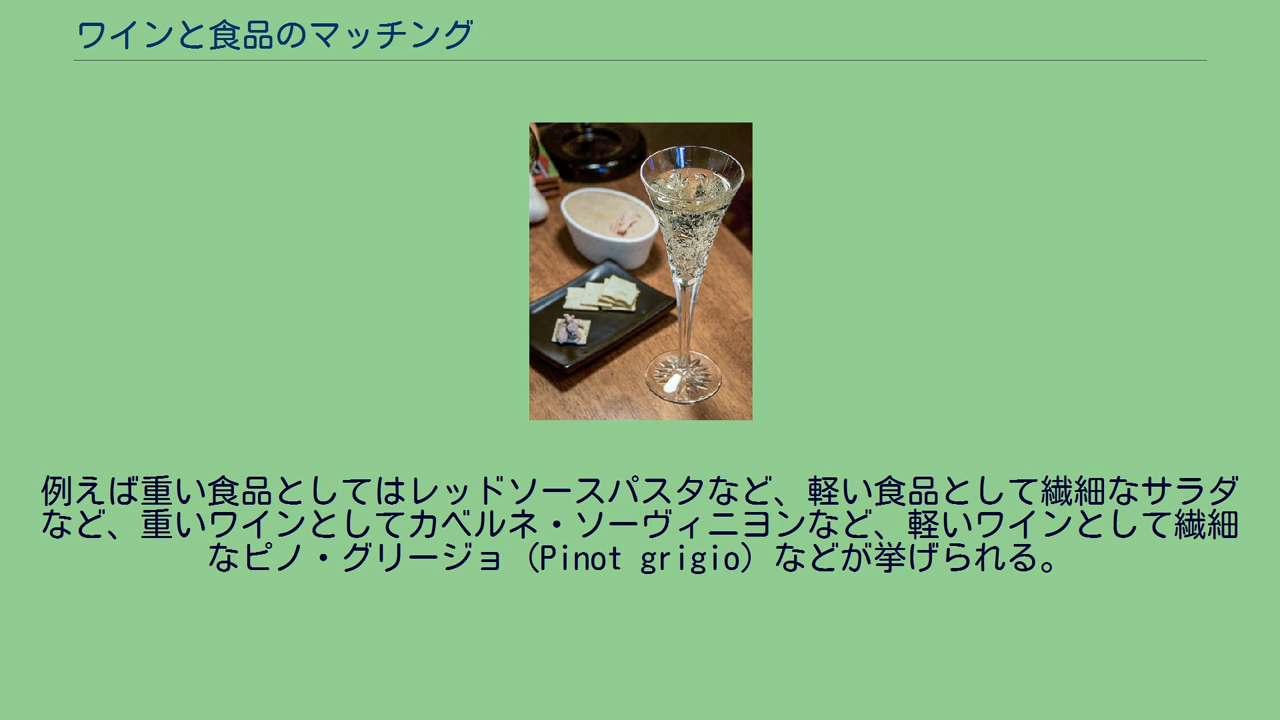 ワインと食品のマッチング
例えば重い食品としてはレッドソースパスタなど、軽い食品として繊細なサラダ
など、重いワインとしてカベルネ・ソーヴィニヨンなど、軽いワインとして繊細
なピノ・グリージョ（Pinot grigio）などが挙げられる。